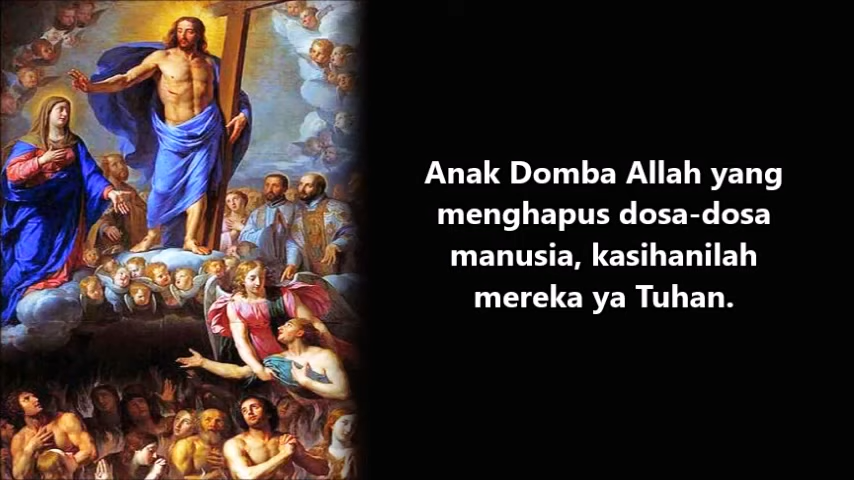 Anak Domba Allah yang
menghapus dosa-dosa
manusia, kasihanilah
mereka ya Tuhan.